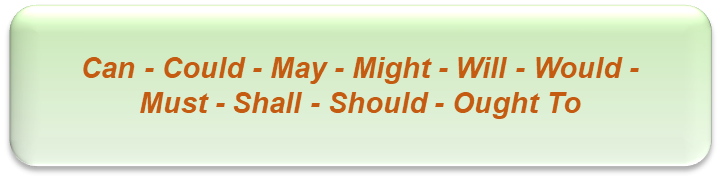 Can - Could - May - Might - Will - Would -
Must - Shall - Should - Ought To